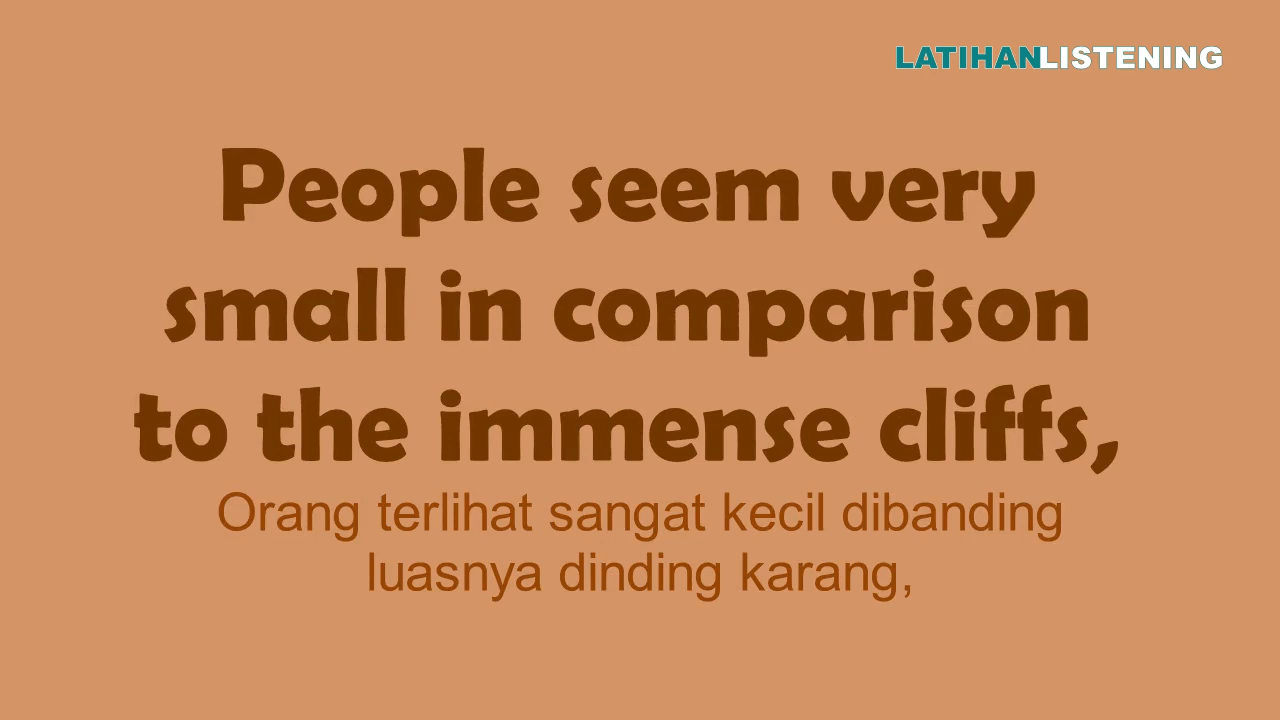 LATIHANLISTENING
People seem very
small in comparison
to the immense cliffs,
Orang terlihat sangat kecil dibanding
luasnya dinding karang,